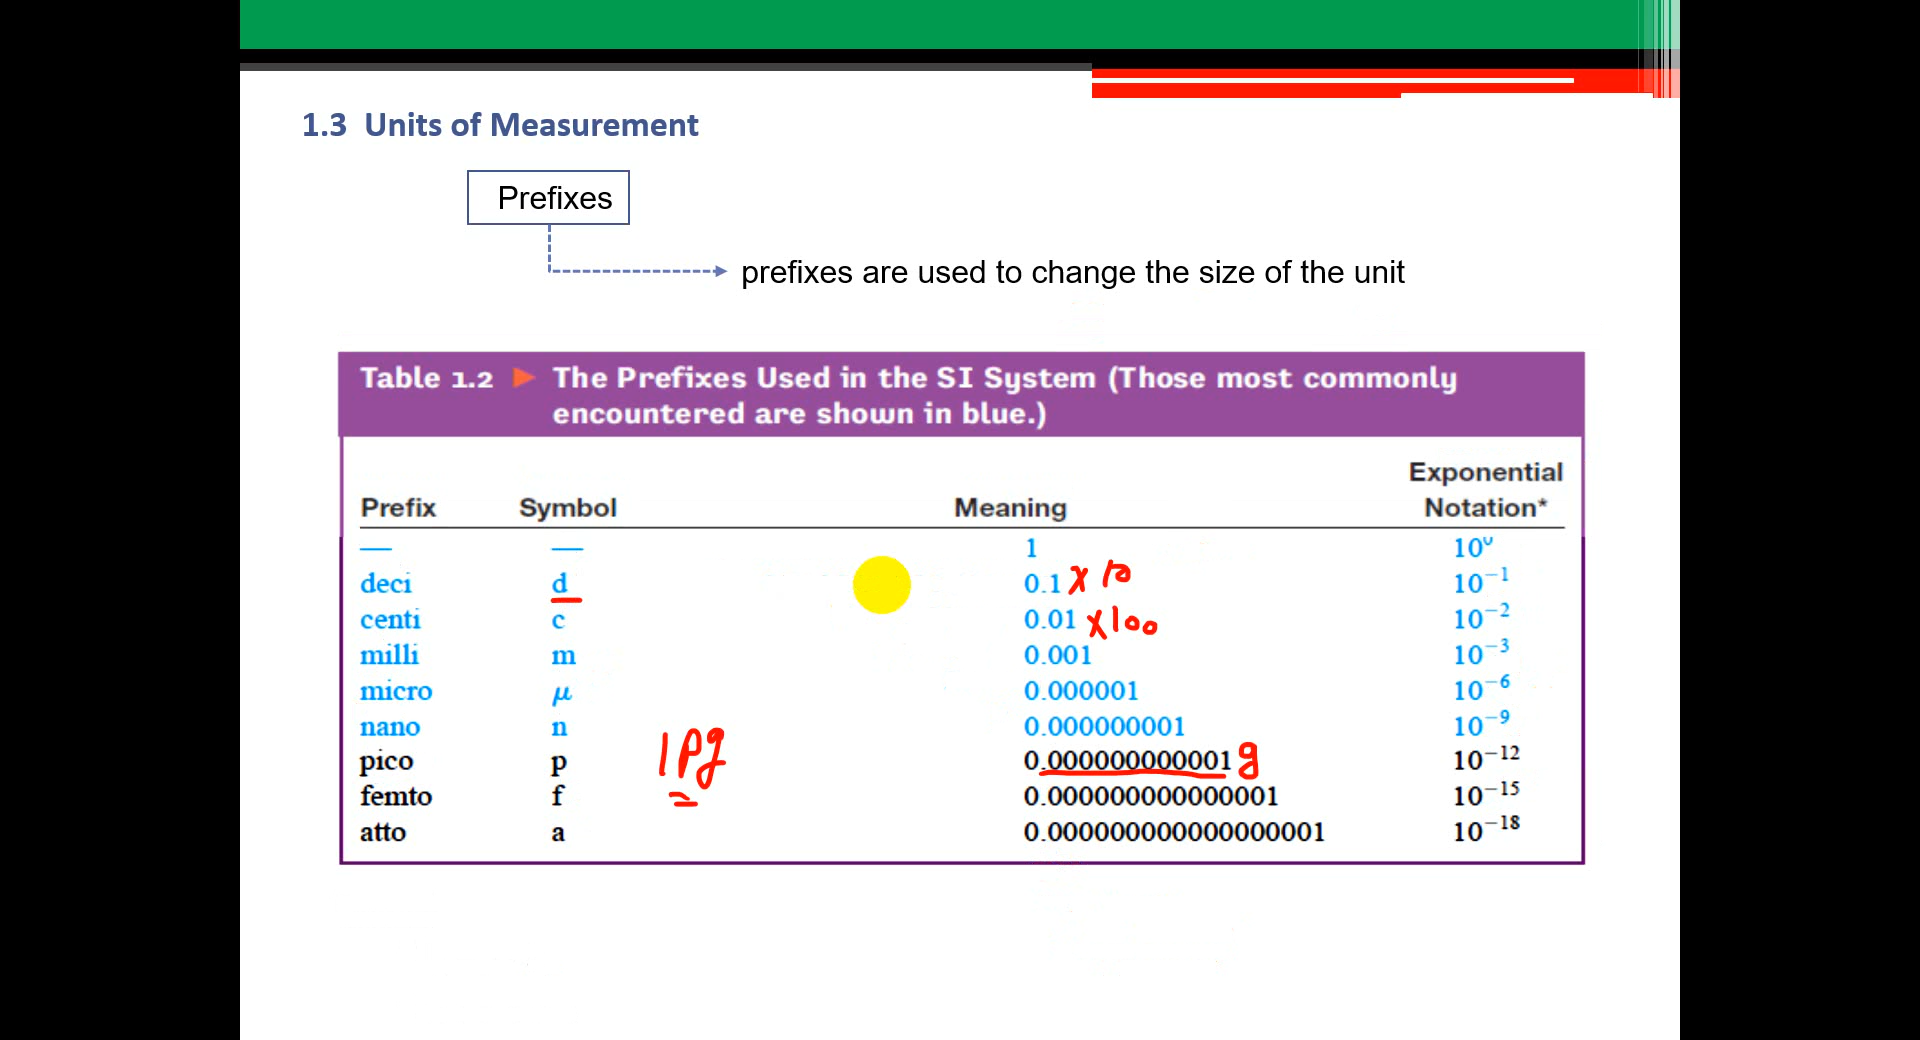 1.3 Units of Measurement
Prefixes
prefixes are used to change the size of the unit
Table 1.2 ► The Prefixes Used in the SI System (Those most commonly
encountered are shown in blue.)
Prefix Symbol Meaning Exponential Notation*
— — 1 10⁰
deci d 0.1 x 10 10⁻¹
centi c 0.01 x100 10⁻²
milli m 0.001 10⁻³
micro μ 0.000001 10⁻⁶
nano n 0.000000001 10⁻⁹
pico p 1pg 0.000000000001 g 10⁻¹²
femto f 0.000000000000001 10⁻¹⁵
atto a 0.000000000000000001 10⁻¹⁸